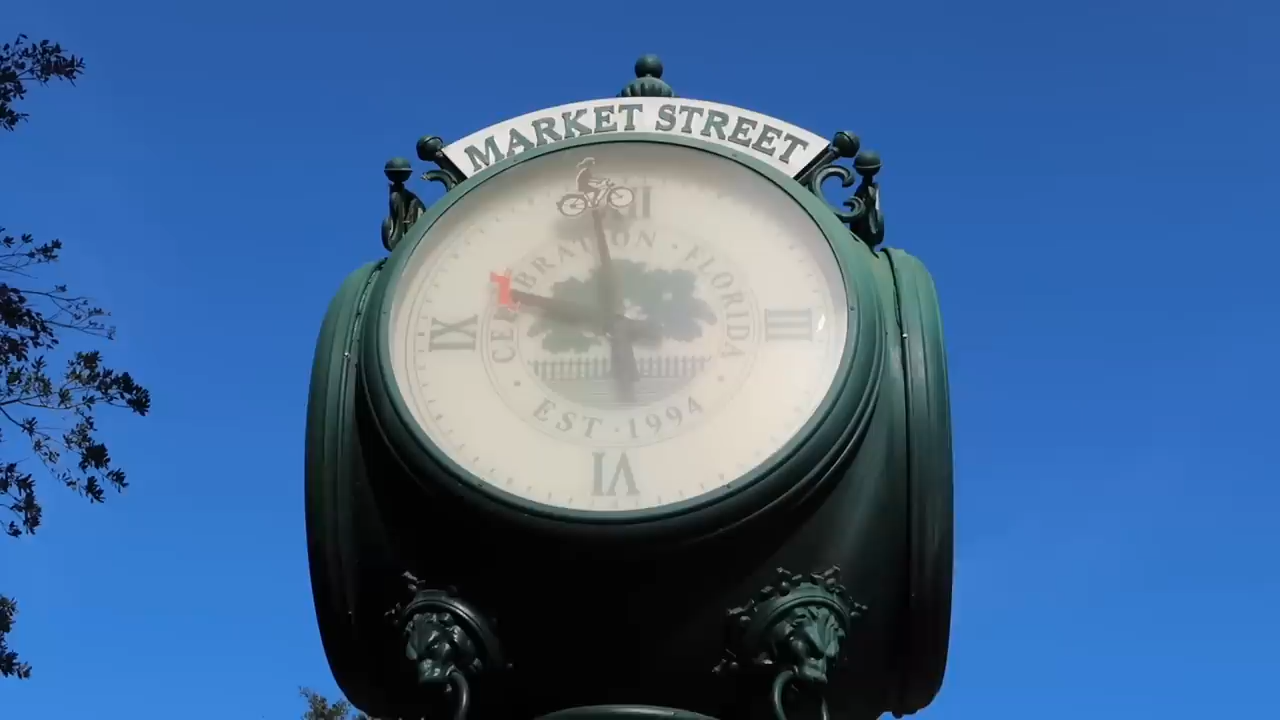 MARKET STREET
XII
CELEBRATION · FLORIDA
IX
III
EST · 1994
VI